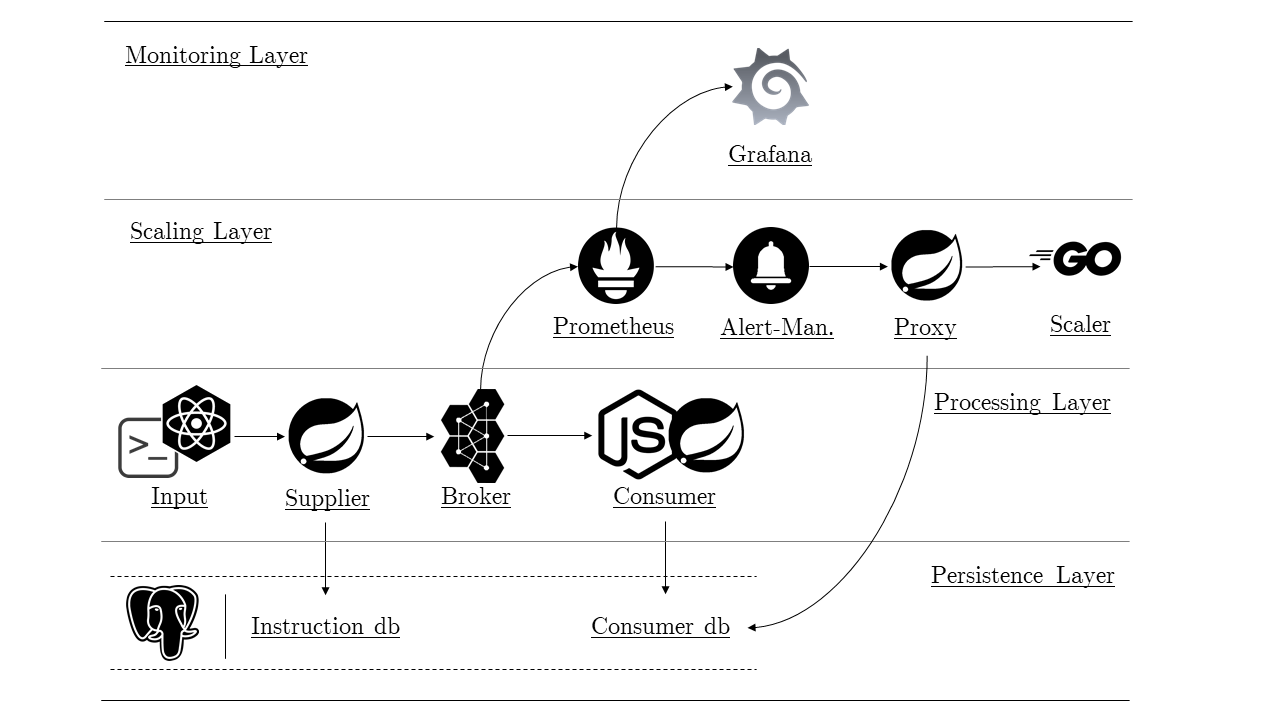 Monitoring Layer
Grafana
Scaling Layer
Prometheus
Alert-Man.
Proxy
GO
Scaler
Processing Layer
>_
JS
Input
Supplier
Broker
Consumer
Persistence Layer
Instruction db
Consumer db